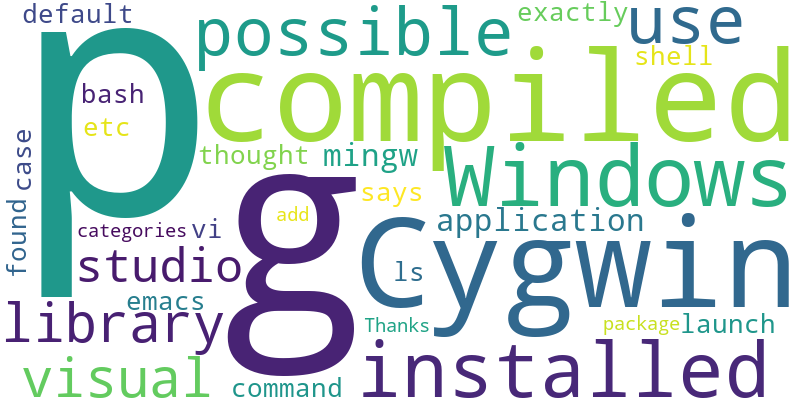 default
p
possible
exactly
use
shell
compiled
bash
etc
case
thought
mingw
Windows
says
g
add
found
categories
vi
application
studio
Cygwin
ls
emacs
library
Thanks
package
launch
visual
command
installed